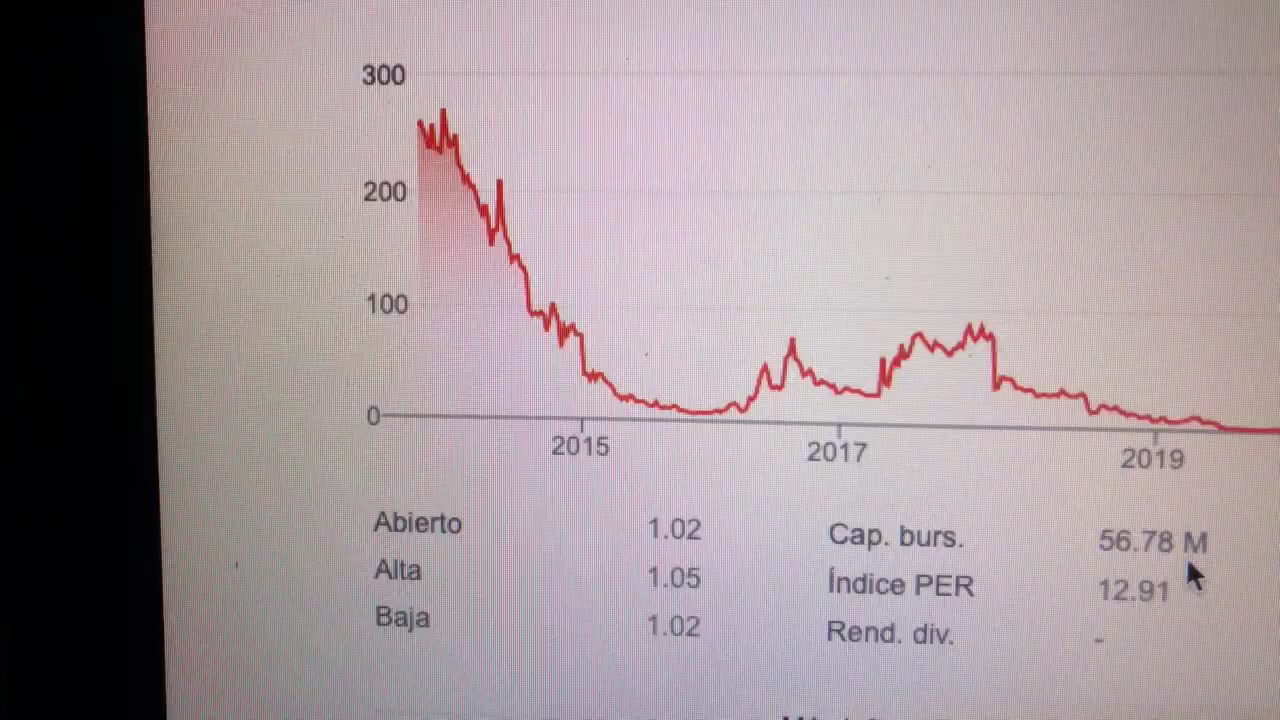 300
200
100
0
2015 2017 2019
Abierto 1.02 Cap. burs. 56.78 M
Alta 1.05 Índice PER 12.91
Baja 1.02 Rend. div. -